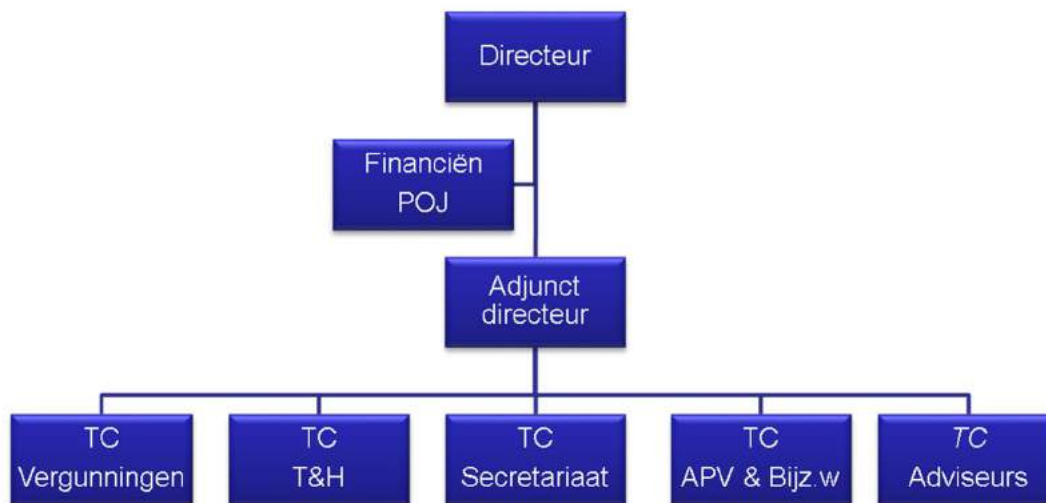 Directeur
Financiën
POJ
Adjunct
directeur
TC
Vergunningen
TC
T&H
TC
Secretariaat
TC
APV & Bijz.w
TC
Adviseurs